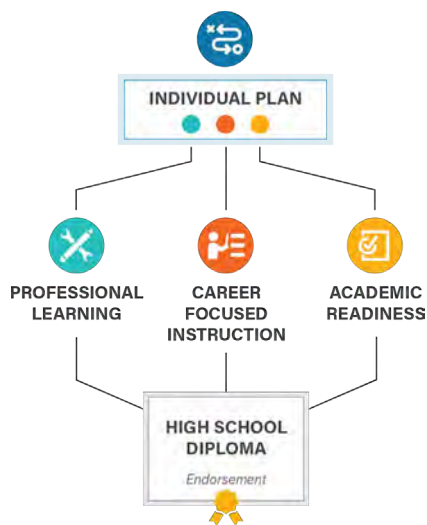 INDIVIDUAL PLAN
PROFESSIONAL
LEARNING
CAREER
FOCUSED
INSTRUCTION
ACADEMIC
READINESS
HIGH SCHOOL
DIPLOMA
Endorsement